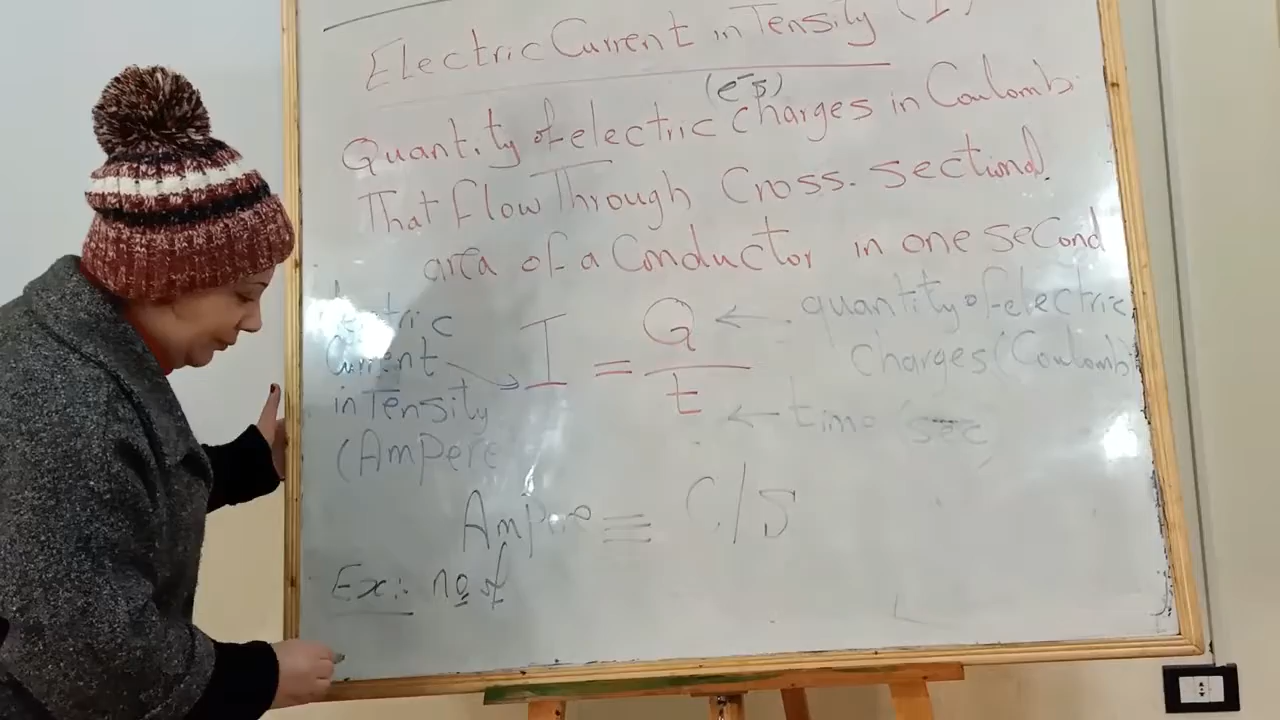 Electric Current inTensity (I)
(e⁻s)
Quantity of electric charges in Coulomb.
That flow Through Cross-sectional.
area of a Conductor in one second
Current
inTensity
(Ampere
I = Q / t
← quantity of electric
charges (Coulomb)
← time (sec)
Ampere ≡ C/S
Ex:- no of